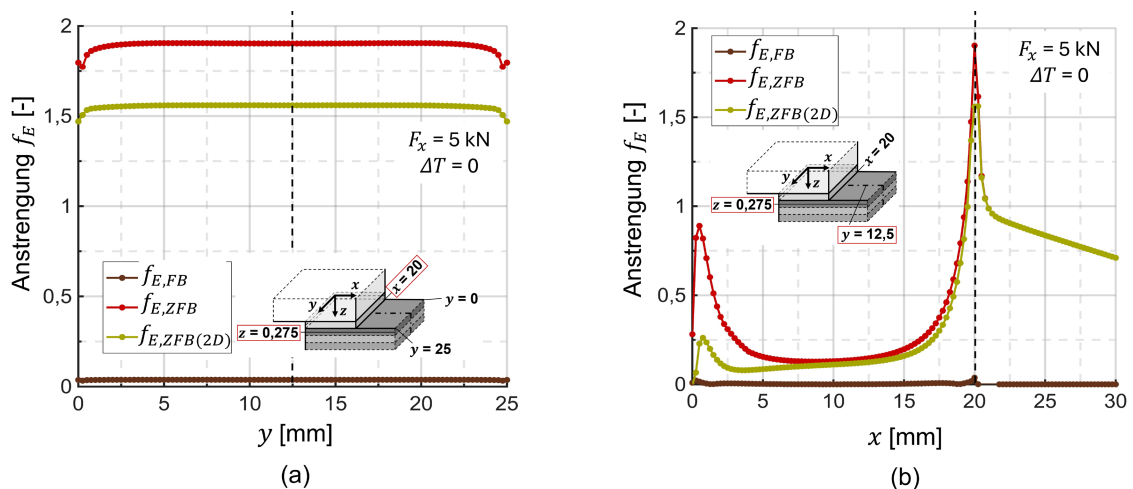 2
1,5
1
0,5
0
Anstrengung f_E [-]
F_x = 5 kN
ΔT = 0
f_E,FB
f_E,ZFB
f_E,ZFB(2D)
x
y
z
x = 20
y = 0
z = 0,275
y = 25
0 5 10 15 20 25
y [mm]
(a)
2
1,5
1
0,5
0
Anstrengung f_E [-]
f_E,FB
f_E,ZFB
f_E,ZFB(2D)
F_x = 5 kN
ΔT = 0
x
y
z
x = 20
z = 0,275
y = 12,5
0 5 10 15 20 25 30
x [mm]
(b)